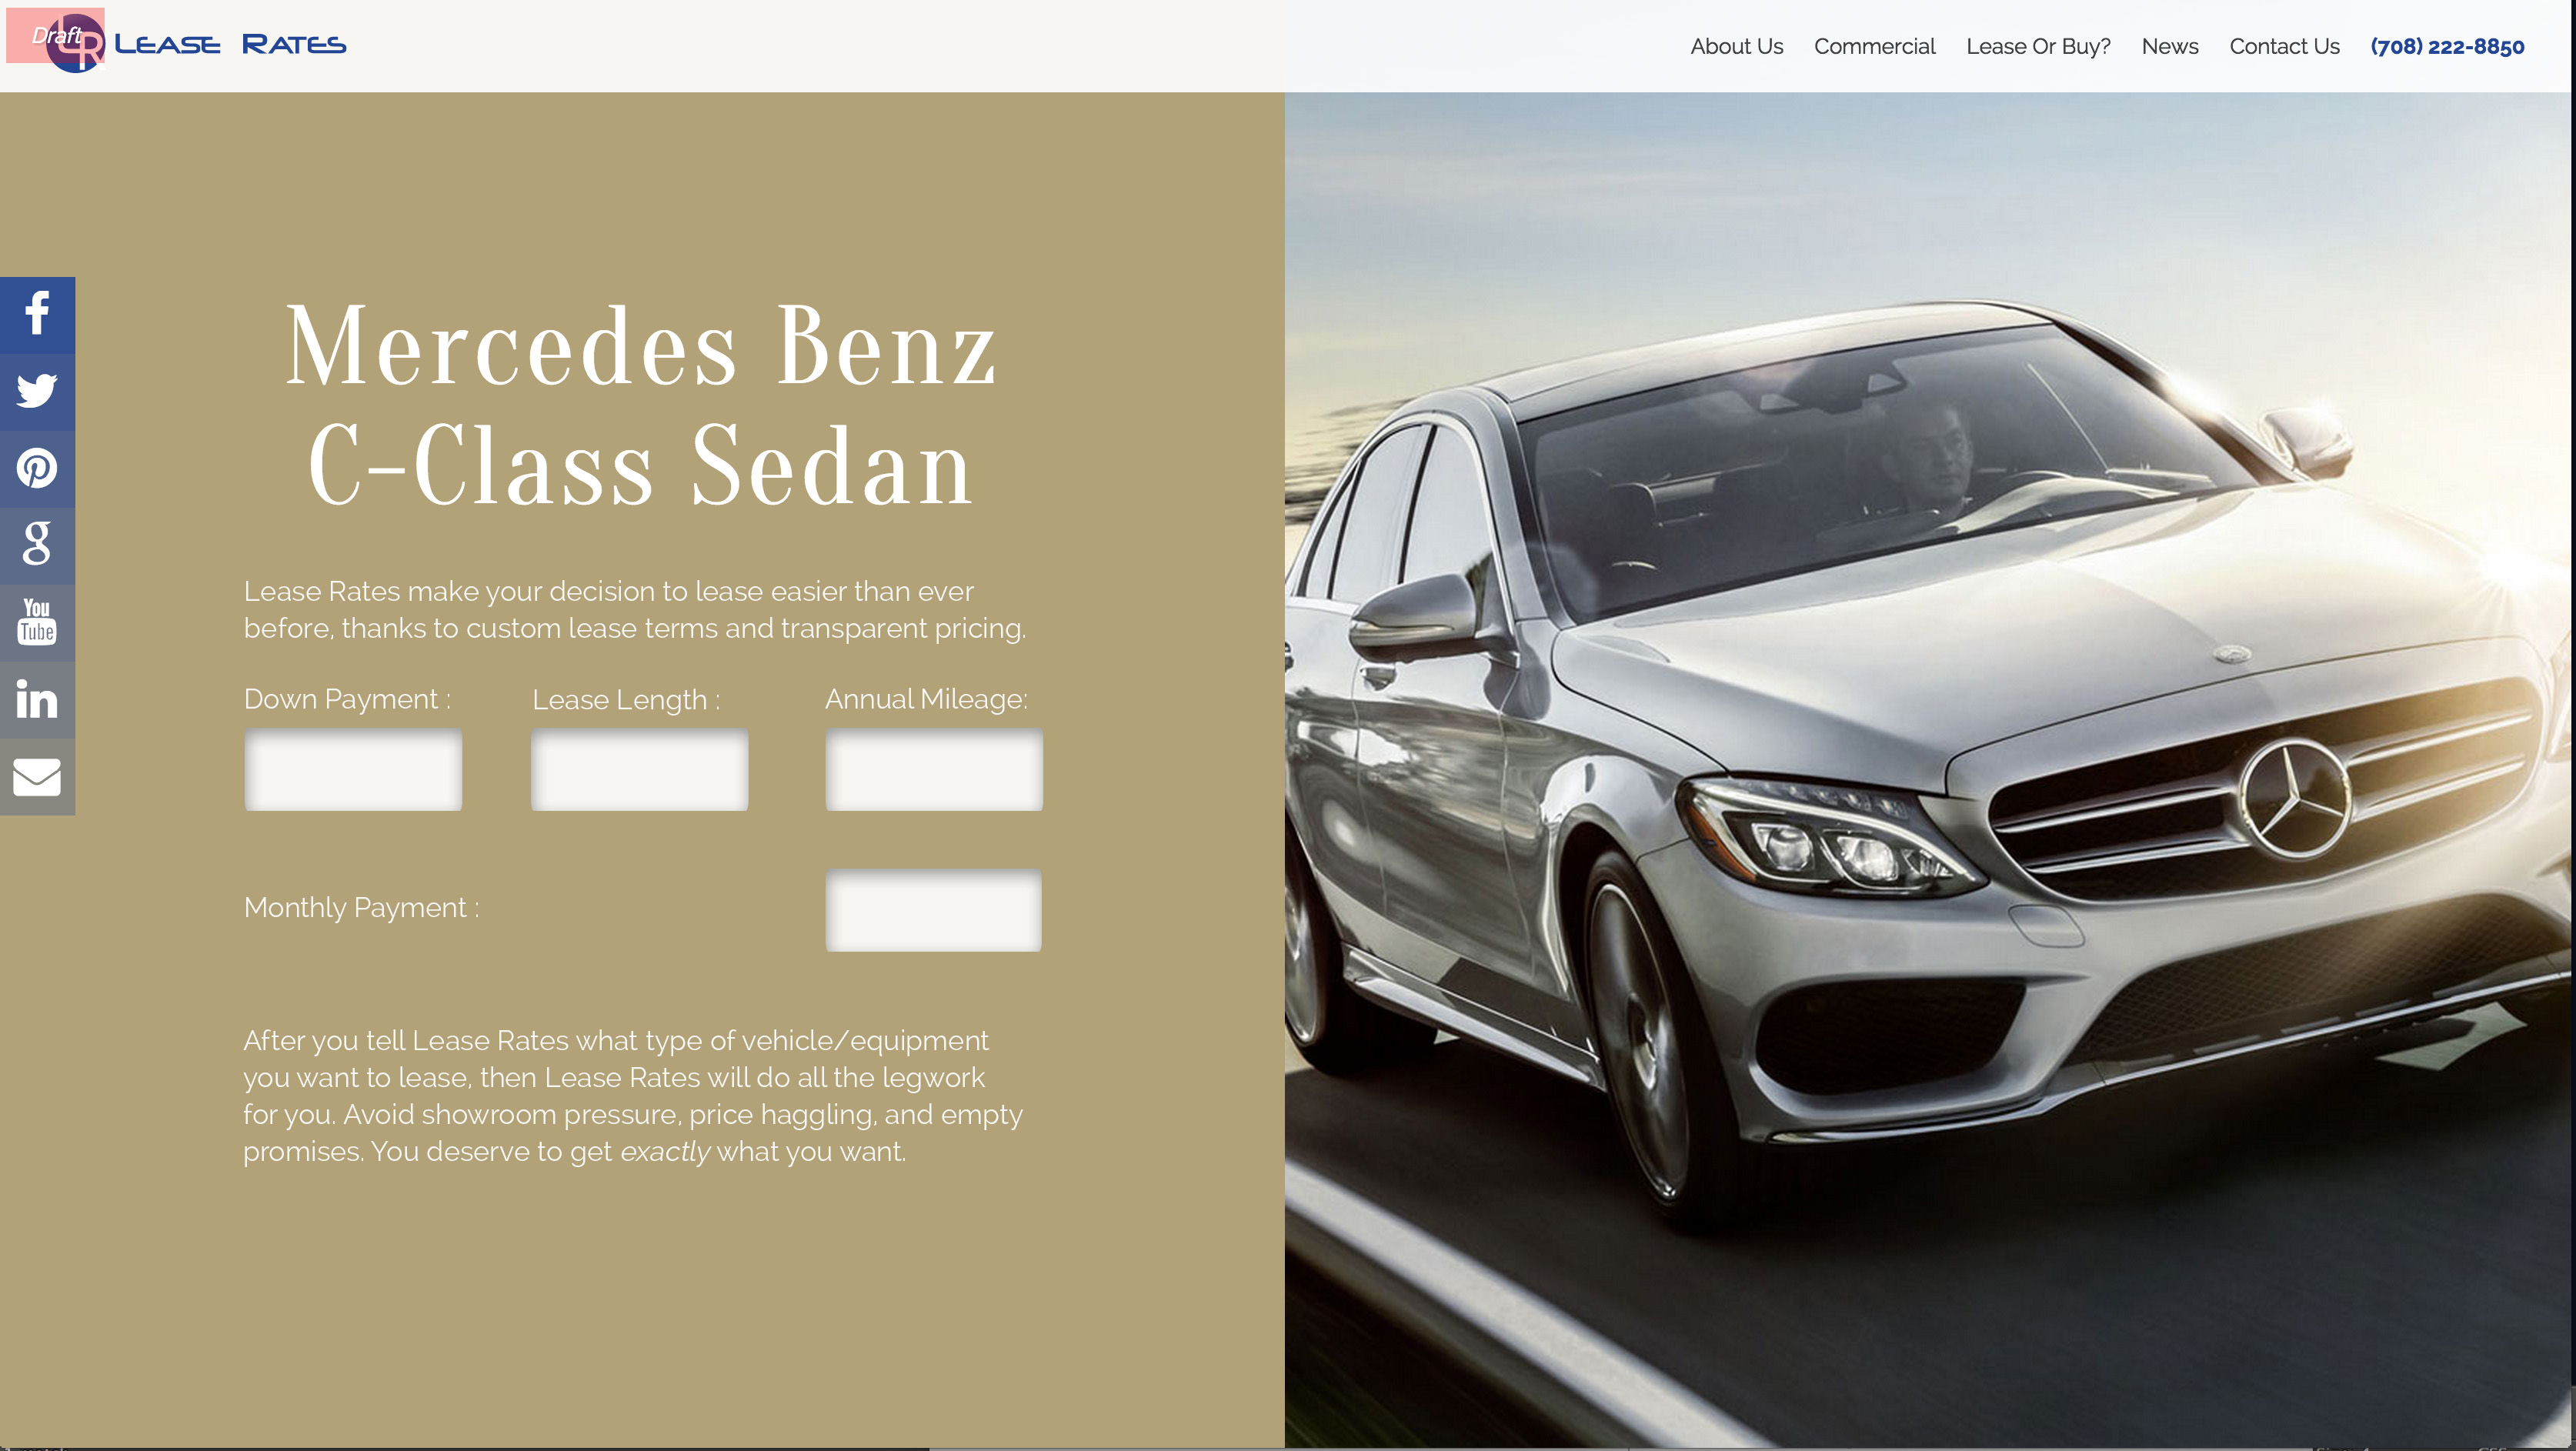 Draft
LR
LEASE RATES
About Us
Commercial
Lease Or Buy?
News
Contact Us
(708) 222-8850
Mercedes Benz
C-Class Sedan
Lease Rates make your decision to lease easier than ever
before, thanks to custom lease terms and transparent pricing.
Down Payment :
Lease Length :
Annual Mileage:
Monthly Payment :
After you tell Lease Rates what type of vehicle/equipment
you want to lease, then Lease Rates will do all the legwork
for you. Avoid showroom pressure, price haggling, and empty
promises. You deserve to get exactly what you want.
f
g
You
Tube
in